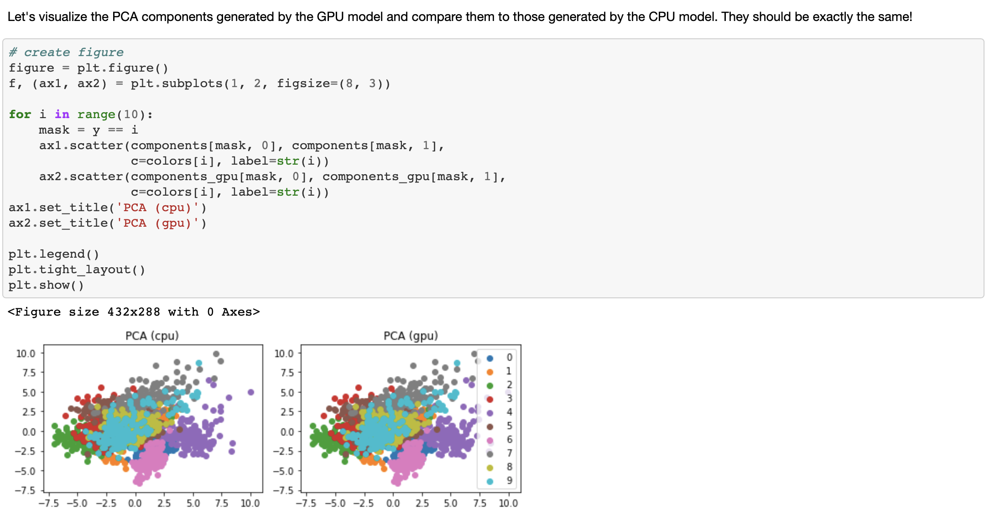 Let's visualize the PCA components generated by the GPU model and compare them to those generated by the CPU model. They should be exactly the same!
# create figure
figure = plt.figure()
f, (ax1, ax2) = plt.subplots(1, 2, figsize=(8, 3))
for i in range(10):
    mask = y == i
    ax1.scatter(components[mask, 0], components[mask, 1],
                c=colors[i], label=str(i))
    ax2.scatter(components_gpu[mask, 0], components_gpu[mask, 1],
                c=colors[i], label=str(i))
ax1.set_title('PCA (cpu)')
ax2.set_title('PCA (gpu)')
plt.legend()
plt.tight_layout()
plt.show()
<Figure size 432x288 with 0 Axes>
PCA (cpu)
10.0
7.5
5.0
2.5
0.0
−2.5
−5.0
−7.5
−7.5 −5.0 −2.5 0.0 2.5 5.0 7.5 10.0
PCA (gpu)
10.0
7.5
5.0
2.5
0.0
−2.5
−5.0
−7.5
−7.5 −5.0 −2.5 0.0 2.5 5.0 7.5 10.0
0
1
2
3
4
5
6
7
8
9